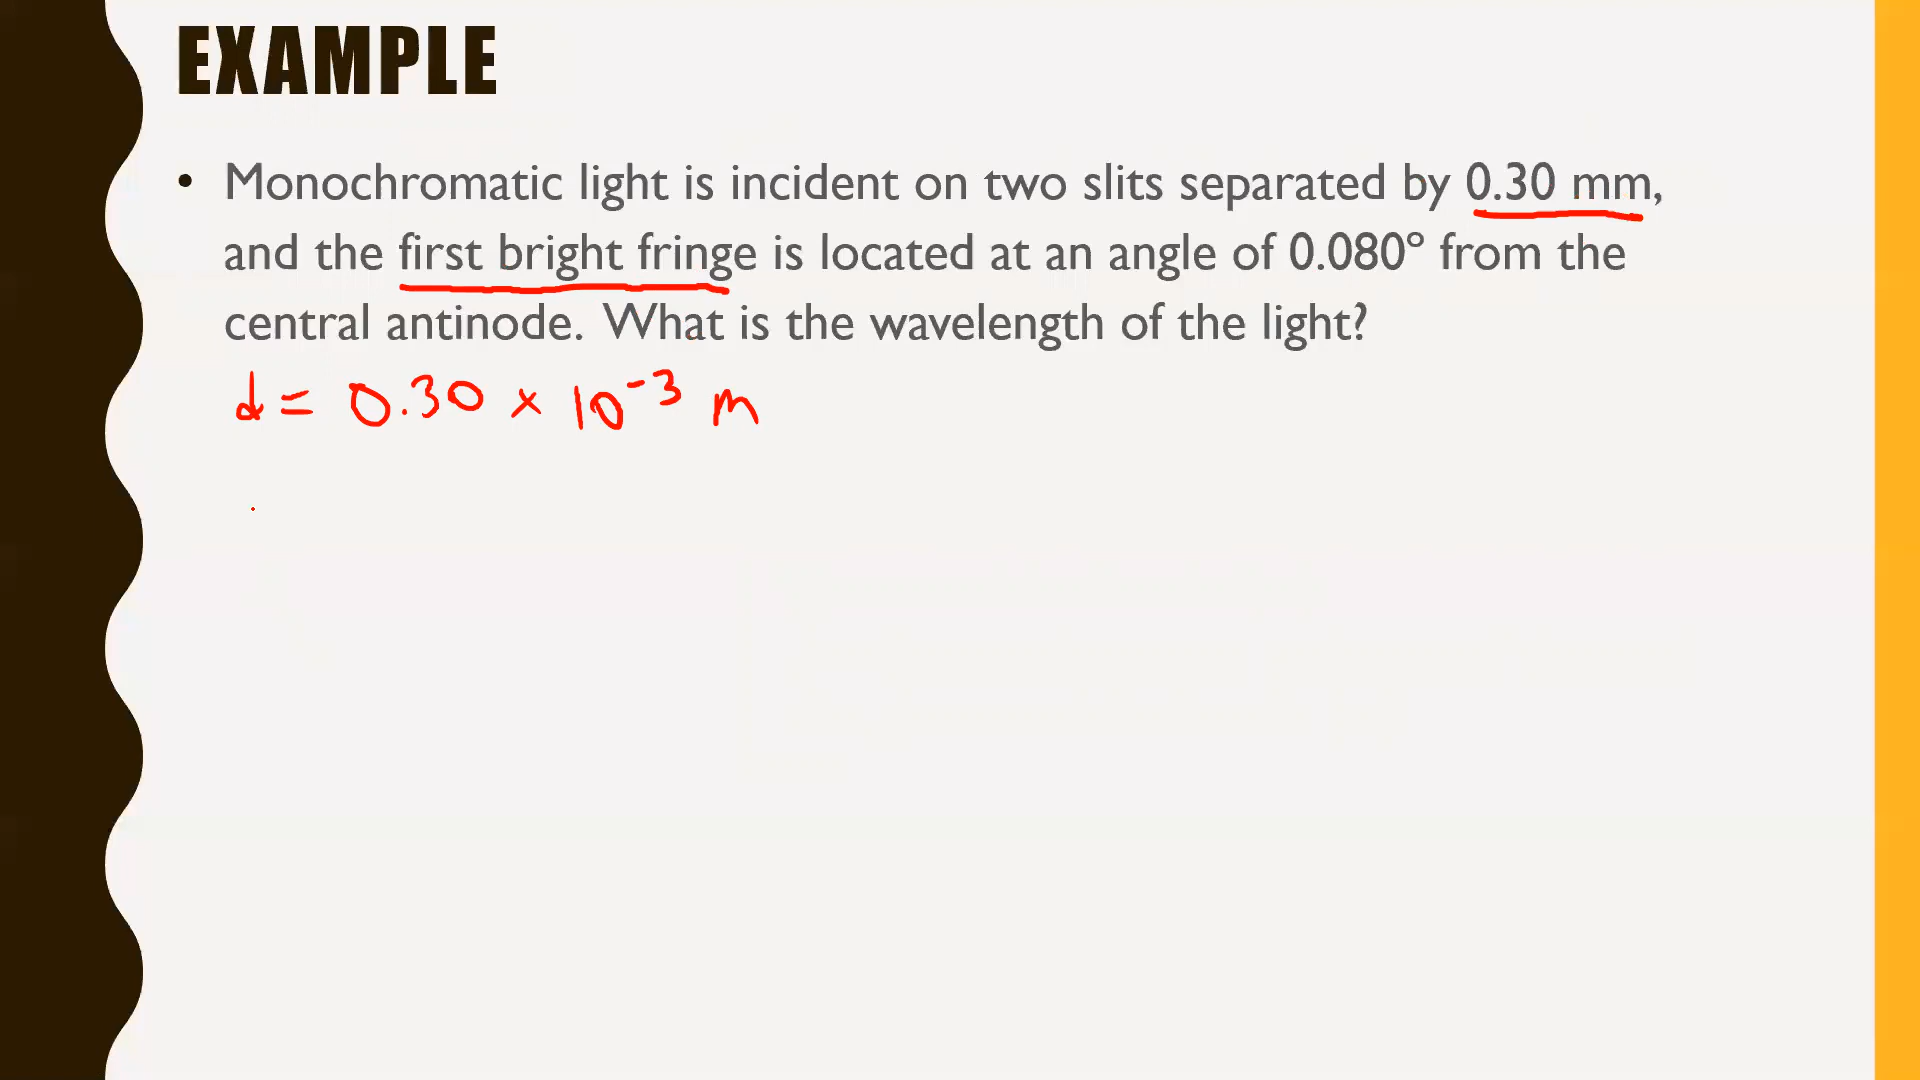 EXAMPLE
• Monochromatic light is incident on two slits separated by 0.30 mm,
and the first bright fringe is located at an angle of 0.080º from the
central antinode. What is the wavelength of the light?
d = 0.30 × 10⁻³ m